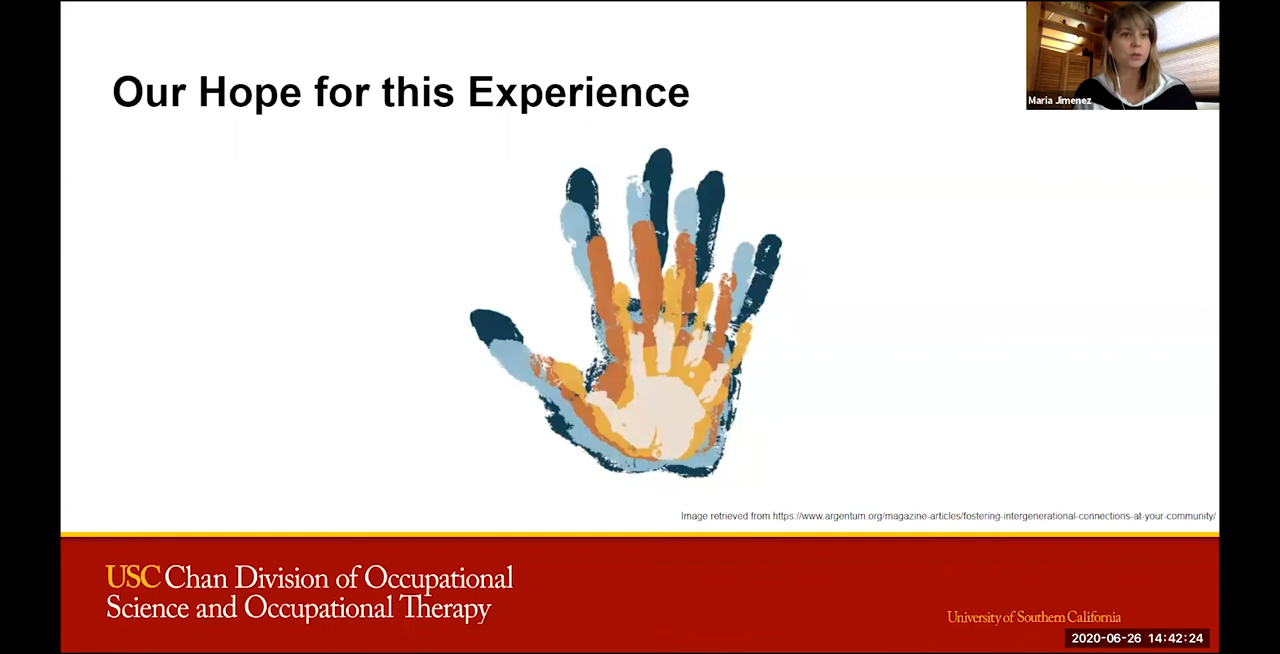 Our Hope for this Experience
Maria Jimenez
Image retrieved from https://www.argentum.org/magazine-articles/fostering-intergenerational-connections-at-your-community/
USC Chan Division of Occupational
Science and Occupational Therapy
University of Southern California
2020-06-26 14:42:24